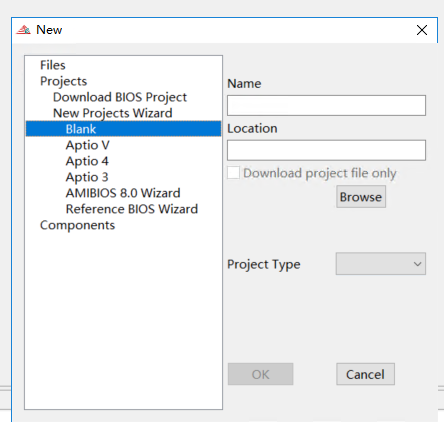 New
Files
Projects
Download BIOS Project
New Projects Wizard
Blank
Aptio V
Aptio 4
Aptio 3
AMIBIOS 8.0 Wizard
Reference BIOS Wizard
Components
Name
Location
Download project file only
Browse
Project Type
OK
Cancel